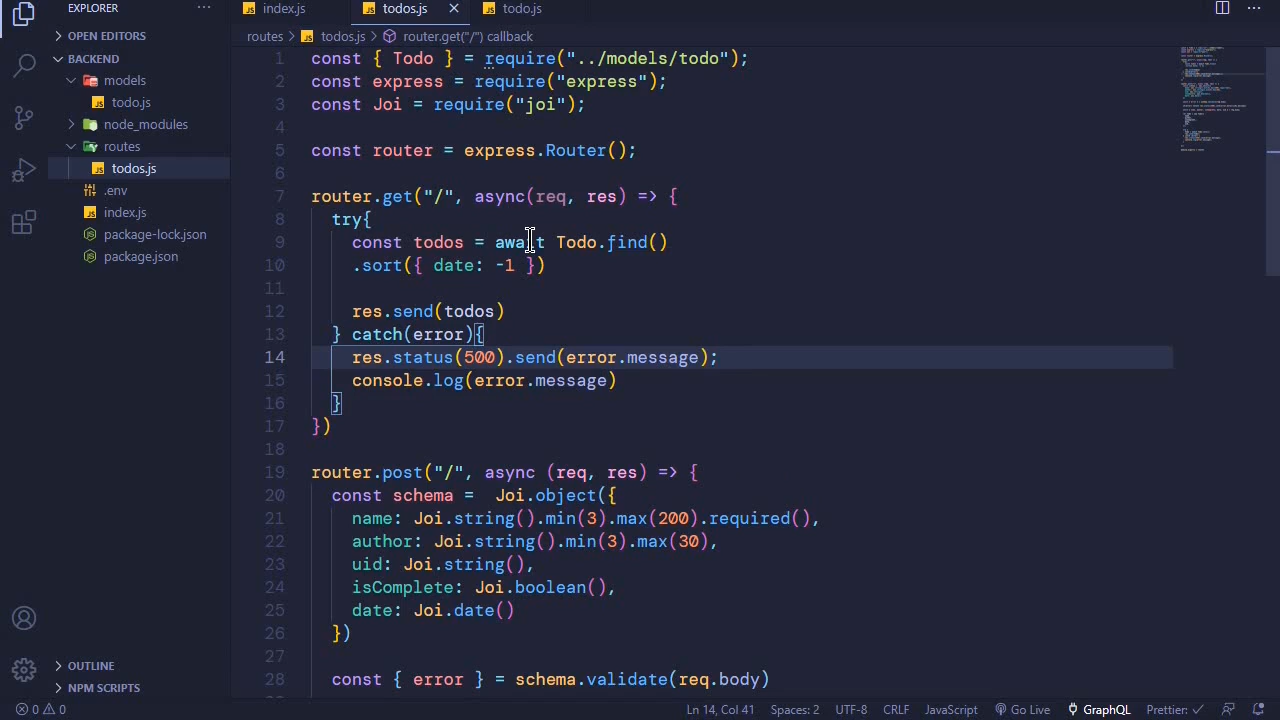 EXPLORER
index.js
todos.js
todo.js
OPEN EDITORS
BACKEND
models
todo.js
node_modules
routes
todos.js
.env
index.js
package-lock.json
package.json
OUTLINE
NPM SCRIPTS
routes > todos.js > router.get("/") callback
1 const { Todo } = require("../models/todo");
2 const express = require("express");
3 const Joi = require("joi");
4
5 const router = express.Router();
6
7 router.get("/", async(req, res) => {
8 try{
9 const todos = await Todo.find()
10 .sort({ date: -1 })
11
12 res.send(todos)
13 } catch(error){
14 res.status(500).send(error.message);
15 console.log(error.message)
16 }
17 })
18
19 router.post("/", async (req, res) => {
20 const schema = Joi.object({
21 name: Joi.string().min(3).max(200).required(),
22 author: Joi.string().min(3).max(30),
23 uid: Joi.string(),
24 isComplete: Joi.boolean(),
25 date: Joi.date()
26 })
27
28 const { error } = schema.validate(req.body)
0 0 Ln 14, Col 41 Spaces: 2 UTF-8 CRLF JavaScript Go Live GraphQL Prettier: ✓